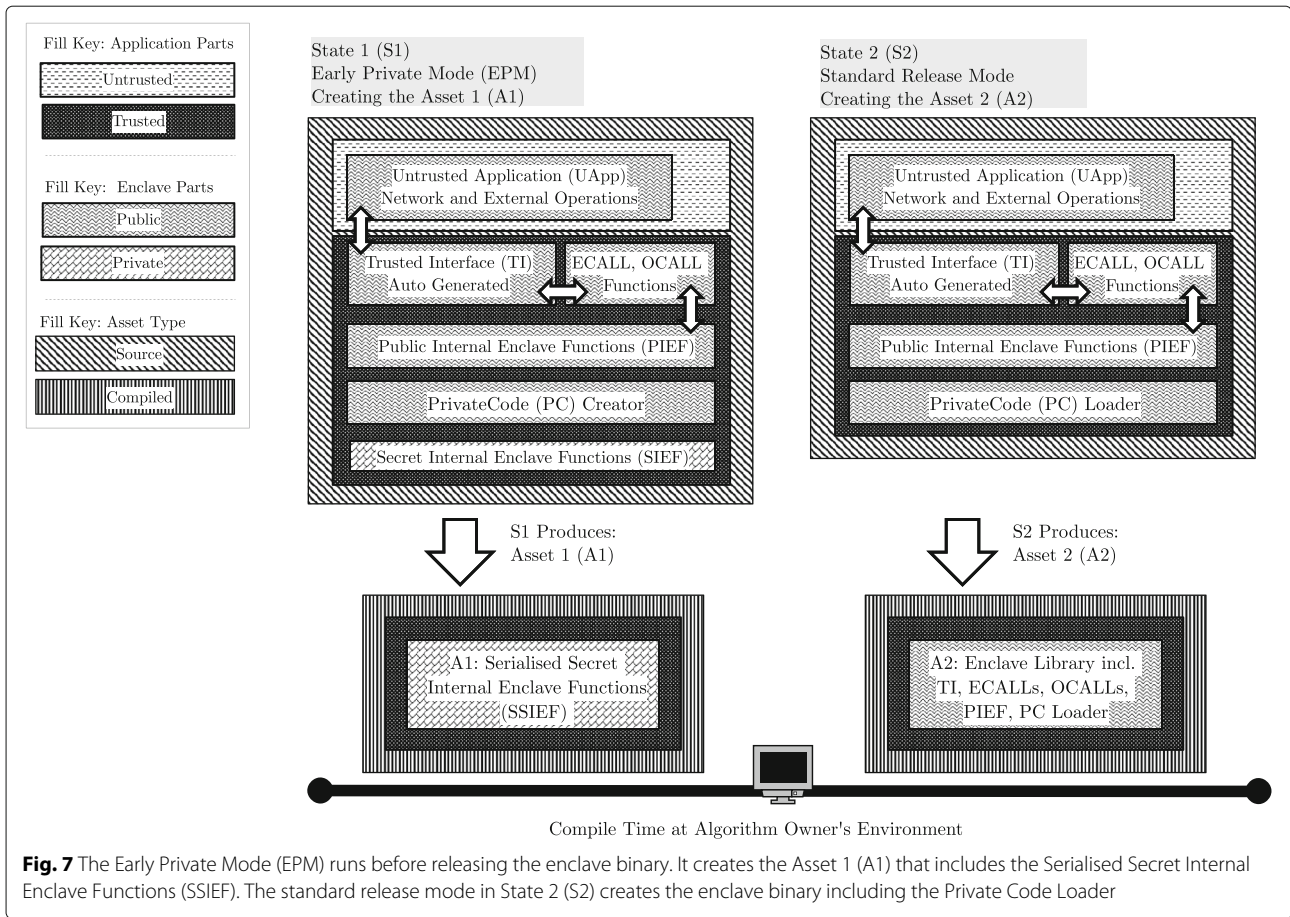 Fill Key: Application Parts
Untrusted
Trusted
Fill Key: Enclave Parts
Public
Private
Fill Key: Asset Type
Source
Compiled
State 1 (S1)
Early Private Mode (EPM)
Creating the Asset 1 (A1)
Untrusted Application (UApp)
Network and External Operations
Trusted Interface (TI)
Auto Generated
ECALL, OCALL
Functions
Public Internal Enclave Functions (PIEF)
PrivateCode (PC) Creator
Secret Internal Enclave Functions (SIEF)
S1 Produces:
Asset 1 (A1)
A1: Serialised Secret
Internal Enclave Functions
(SSIEF)
State 2 (S2)
Standard Release Mode
Creating the Asset 2 (A2)
Untrusted Application (UApp)
Network and External Operations
Trusted Interface (TI)
Auto Generated
ECALL, OCALL
Functions
Public Internal Enclave Functions (PIEF)
PrivateCode (PC) Loader
S2 Produces:
Asset 2 (A2)
A2: Enclave Library incl.
TI, ECALLs, OCALLs,
PIEF, PC Loader
Compile Time at Algorithm Owner's Environment
Fig. 7 The Early Private Mode (EPM) runs before releasing the enclave binary. It creates the Asset 1 (A1) that includes the Serialised Secret Internal
Enclave Functions (SSIEF). The standard release mode in State 2 (S2) creates the enclave binary including the Private Code Loader